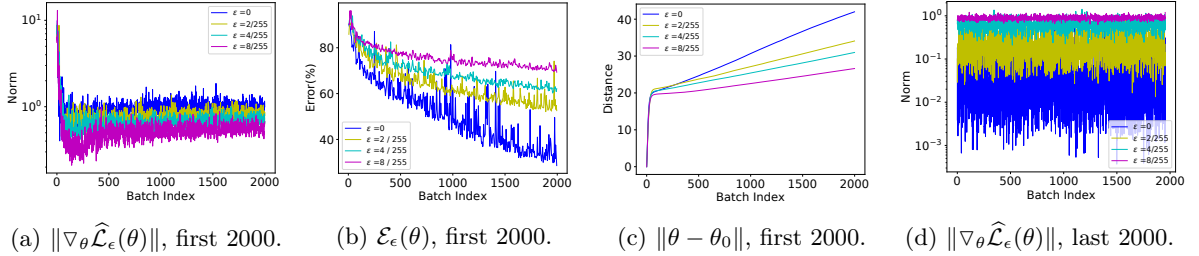 Norm
10¹
10⁰
ε =0
ε =2/255
ε =4/255
ε =8/255
0 500 1000 1500 2000
Batch Index
(a) ‖∇θL̂ϵ(θ)‖, first 2000.
Error(%)
80
60
40
ε =0
ε =2 / 255
ε =4 / 255
ε =8 / 255
0 500 1000 1500 2000
Batch Index
(b) ℰϵ(θ), first 2000.
Distance
40
30
20
10
0
ε =0
ε =2/255
ε =4/255
ε =8/255
0 500 1000 1500 2000
Batch Index
(c) ‖θ − θ₀‖, first 2000.
Norm
10⁰
10⁻¹
10⁻²
10⁻³
ε =0
ε =2/255
ε =4/255
ε =8/255
0 500 1000 1500 2000
Batch Index
(d) ‖∇θL̂ϵ(θ)‖, last 2000.